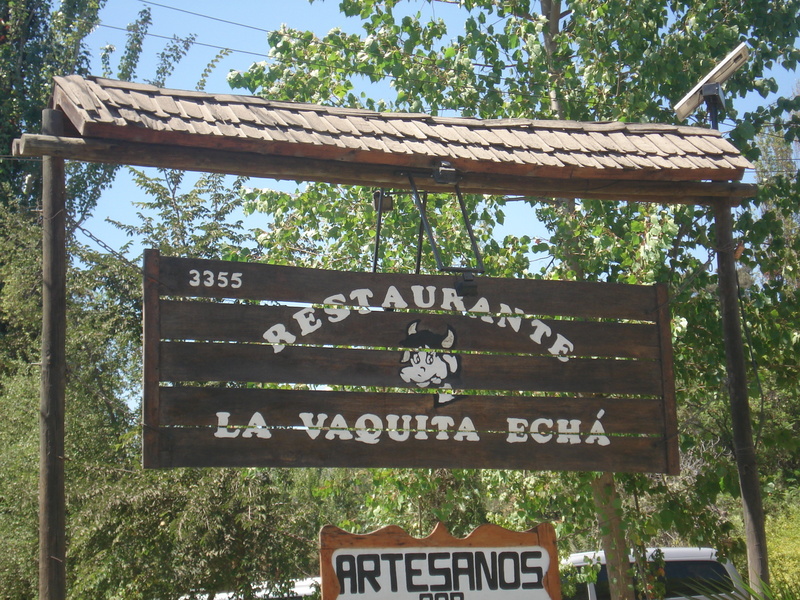 3355
RESTAURANTE
LA VAQUITA ECHÁ
ARTESANOS